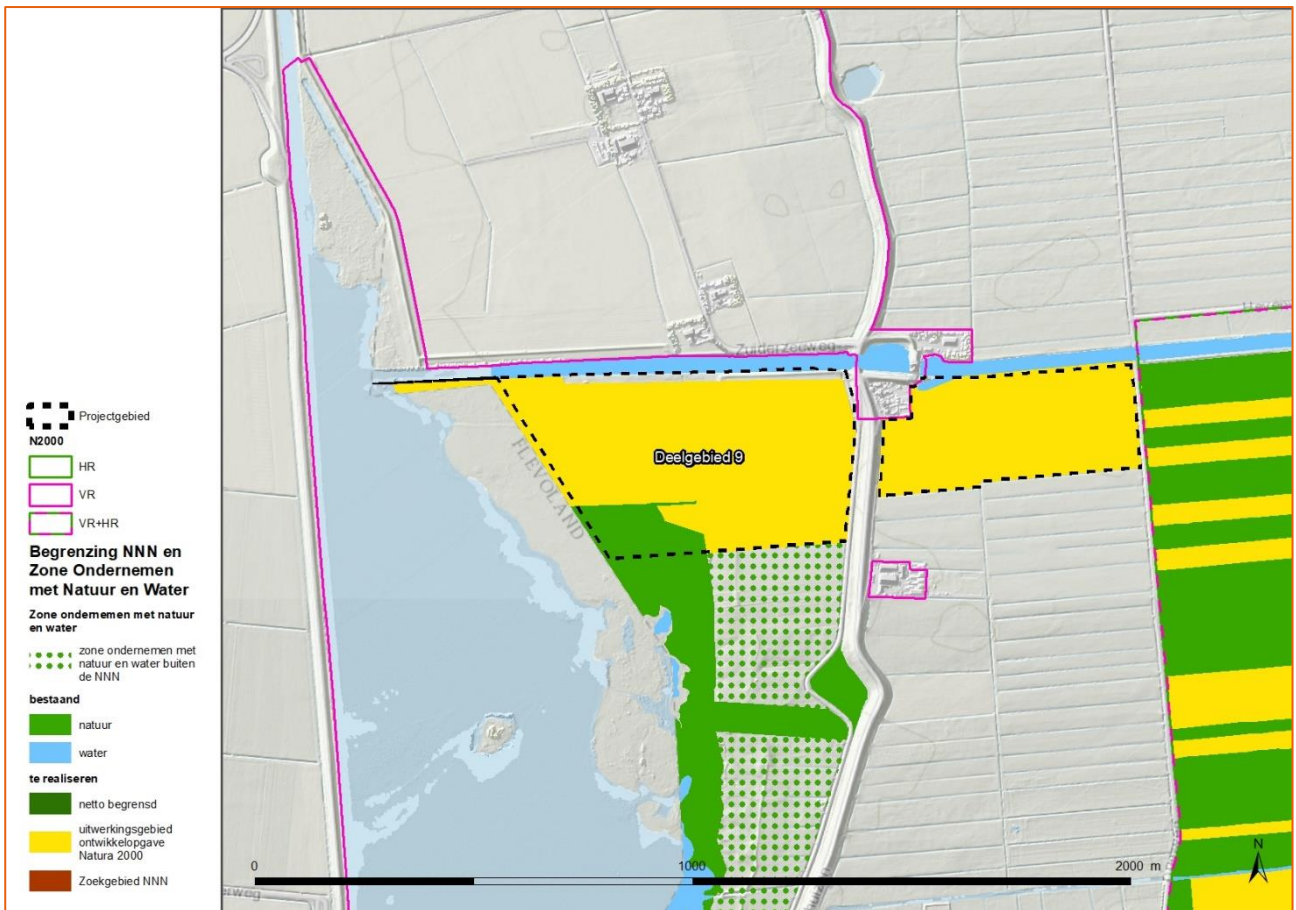 Projectgebied
N2000
HR
VR
VR+HR
Begrenzing NNN en
Zone Ondernemen
met Natuur en Water
Zone ondernemen met natuur
en water
zone ondernemen met
natuur en water buiten
de NNN
bestaand
natuur
water
te realiseren
netto begrensd
uitwerkingsgebied
ontwikkelopgave
Natura 2000
Zoekgebied NNN
Zuiderzeeweg
Deelgebied 9
FLEVOLAND
0
1000
2000 m
N